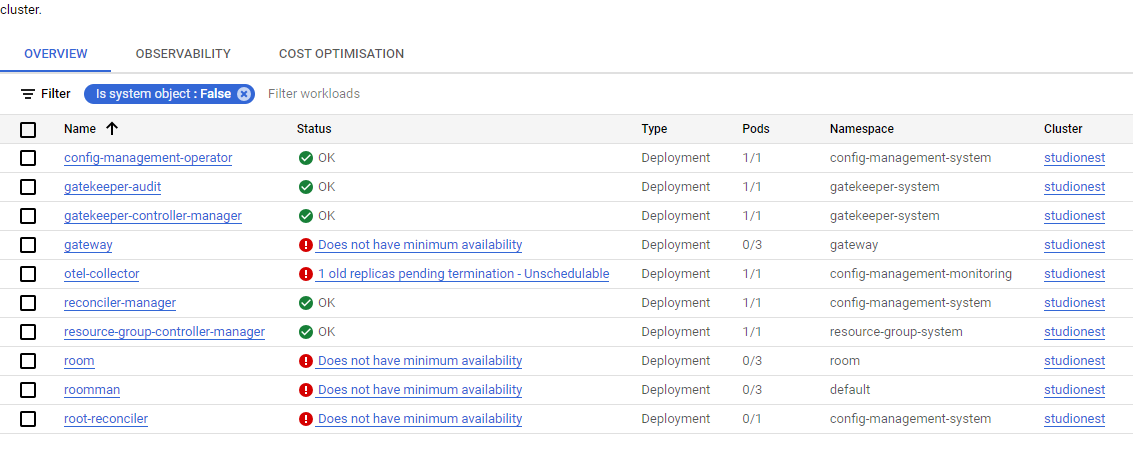 cluster.
OVERVIEW OBSERVABILITY COST OPTIMISATION
Filter Is system object : False Filter workloads
Name Status Type Pods Namespace Cluster
config-management-operator OK Deployment 1/1 config-management-system studionest
gatekeeper-audit OK Deployment 1/1 gatekeeper-system studionest
gatekeeper-controller-manager OK Deployment 1/1 gatekeeper-system studionest
gateway Does not have minimum availability Deployment 0/3 gateway studionest
otel-collector 1 old replicas pending termination - Unschedulable Deployment 1/1 config-management-monitoring studionest
reconciler-manager OK Deployment 1/1 config-management-system studionest
resource-group-controller-manager OK Deployment 1/1 resource-group-system studionest
room Does not have minimum availability Deployment 0/3 room studionest
roomman Does not have minimum availability Deployment 0/3 default studionest
root-reconciler Does not have minimum availability Deployment 0/1 config-management-system studionest